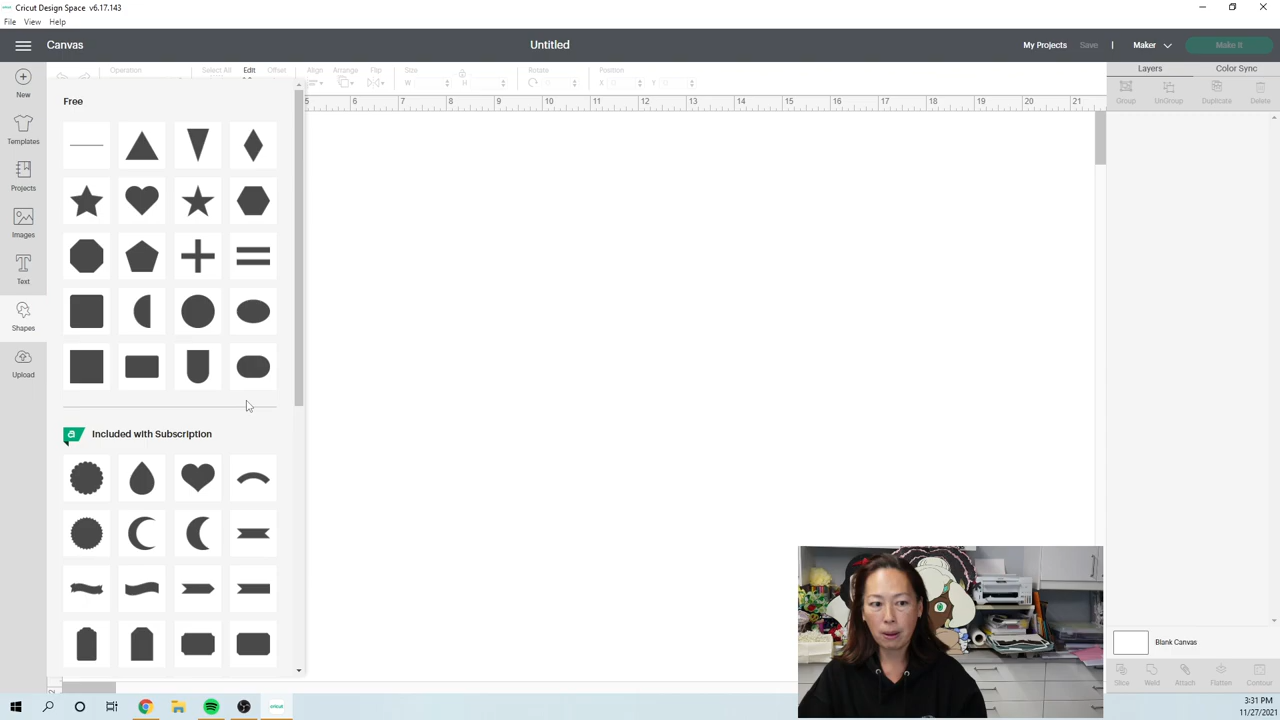 Cricut Design Space v6.17.143
File View Help
Canvas
Untitled
My Projects Save | Maker Make It
Operation Select All Edit Offset Align Arrange Flip Size Rotate Position
W H X 0 Y 0
Layers Color Sync
Group UnGroup Duplicate Delete
5 6 7 8 9 10 11 12 13 14 15 16 17 18 19 20 21
New
Templates
Projects
Images
Text
Shapes
Upload
Free
Included with Subscription
Blank Canvas
Slice Weld Attach Flatten Contour
cricut
3:31 PM
11/27/2021